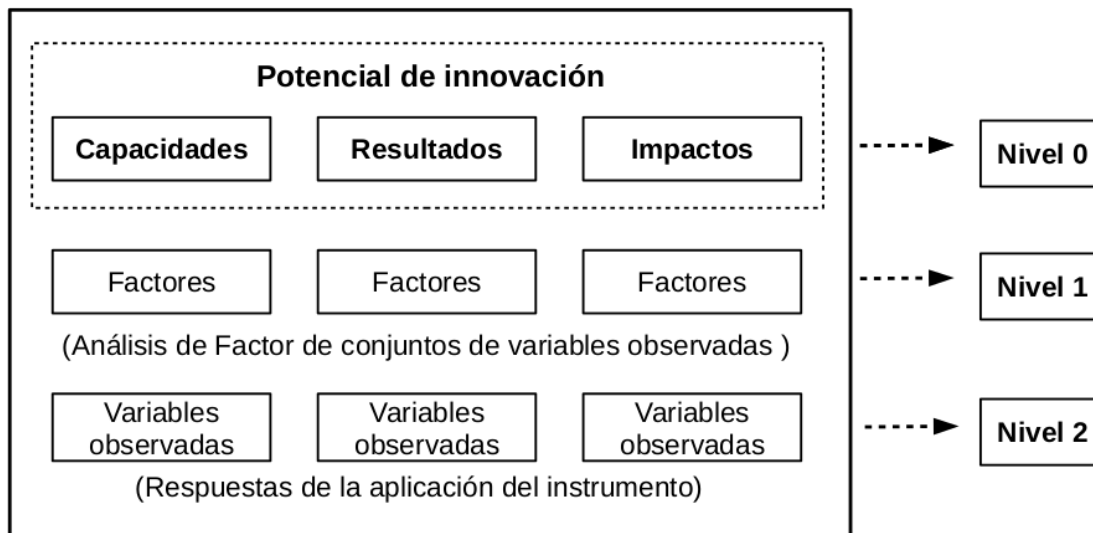 Potencial de innovación
Capacidades
Resultados
Impactos
Nivel 0
Factores
Factores
Factores
Nivel 1
(Análisis de Factor de conjuntos de variables observadas )
Variables
observadas
Variables
observadas
Variables
observadas
Nivel 2
(Respuestas de la aplicación del instrumento)